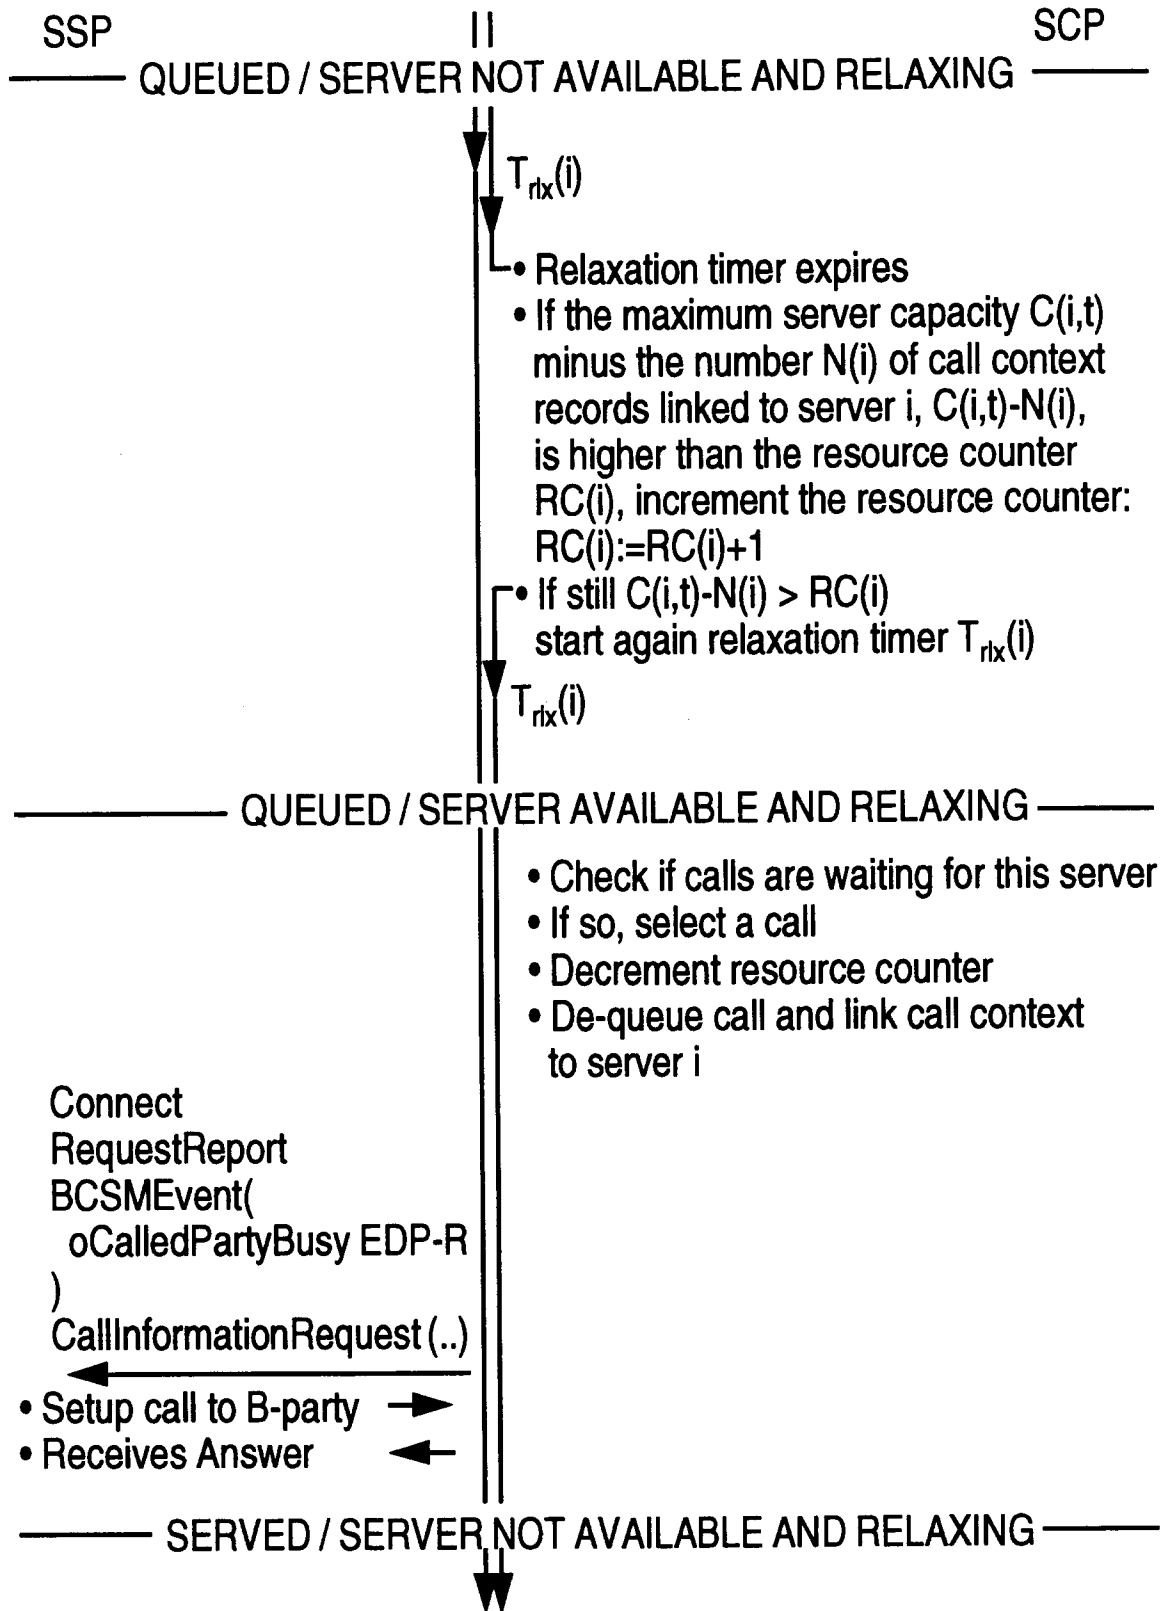 SSP
SCP
QUEUED / SERVER NOT AVAILABLE AND RELAXING
Trlx(i)
• Relaxation timer expires
• If the maximum server capacity C(i,t)
minus the number N(i) of call context
records linked to server i, C(i,t)-N(i),
is higher than the resource counter
RC(i), increment the resource counter:
RC(i):=RC(i)+1
• If still C(i,t)-N(i) > RC(i)
start again relaxation timer Trlx(i)
Trlx(i)
QUEUED / SERVER AVAILABLE AND RELAXING
• Check if calls are waiting for this server
• If so, select a call
• Decrement resource counter
• De-queue call and link call context
to server i
Connect
RequestReport
BCSMEvent(
oCalledPartyBusy EDP-R
)
CallInformationRequest (..)
• Setup call to B-party
• Receives Answer
SERVED / SERVER NOT AVAILABLE AND RELAXING